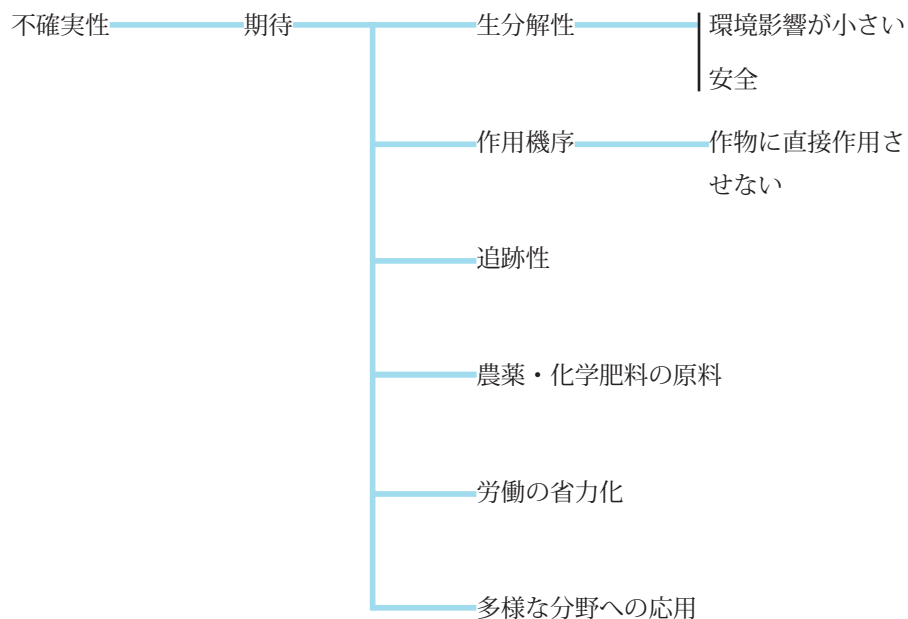 不確実性 期待 生分解性 環境影響が小さい
安全
作用機序 作物に直接作用さ
せない
追跡性
農薬・化学肥料の原料
労働の省力化
多様な分野への応用